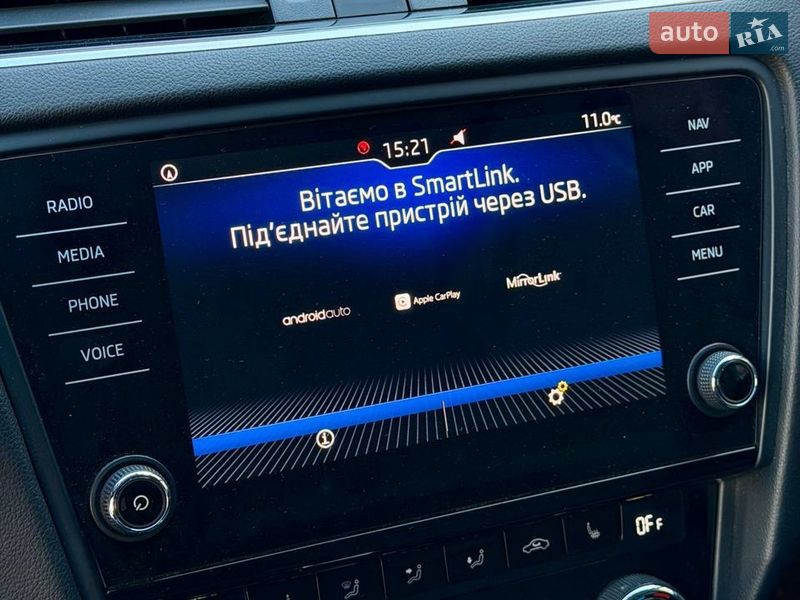 auto RIA .com
15:21
11.0°C
RADIO
MEDIA
PHONE
VOICE
Вітаємо в SmartLink.
Під'єднайте пристрій через USB.
androidauto
Apple CarPlay
MirrorLink
NAV
APP
CAR
MENU
OFF